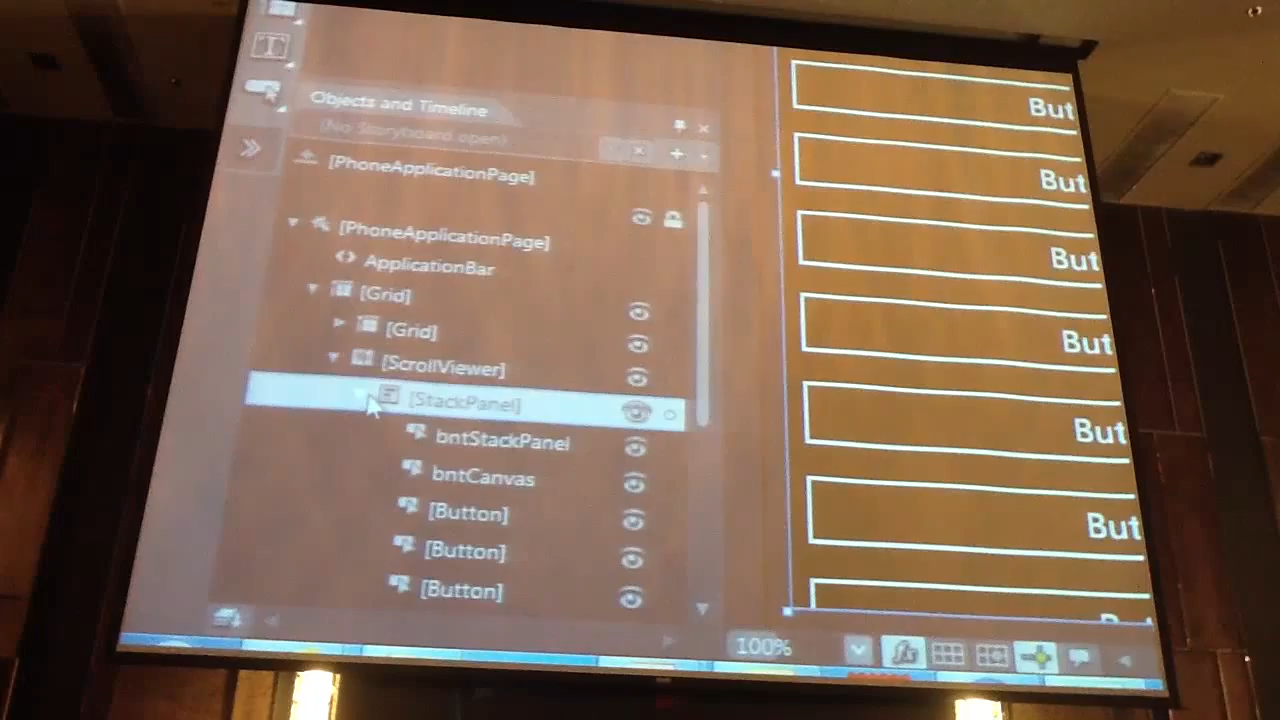 T
Objects and Timeline
(No Storyboard open)
[PhoneApplicationPage]
[PhoneApplicationPage]
ApplicationBar
[Grid]
[Grid]
[ScrollViewer]
[StackPanel]
bntStackPanel
bntCanvas
[Button]
[Button]
[Button]
But
But
But
But
But
But
100%
fx